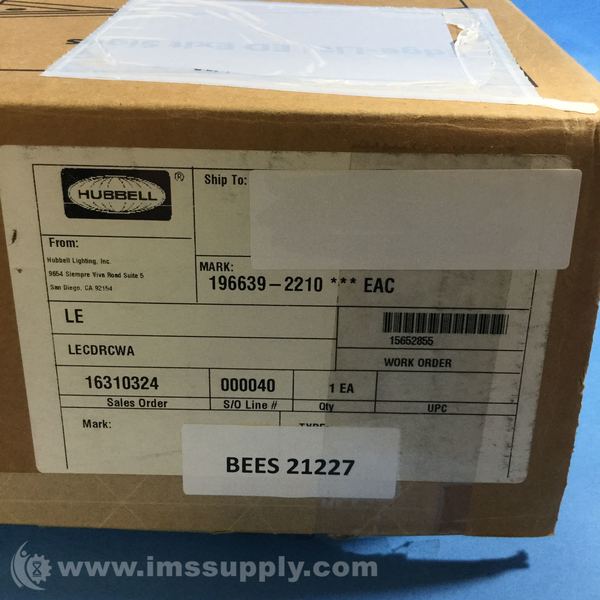 HUBBELL
®
Ship To:
From:
Hubbell Lighting, Inc.
9654 Siempre Viva Road Suite 5
San Diego, CA 92154
MARK:
196639-2210 *** EAC
LE
LECDRCWA
15652855
WORK ORDER
16310324 000040 1 EA
Sales Order S/O Line # Qty UPC
Mark:
BEES 21227
www.imssupply.com